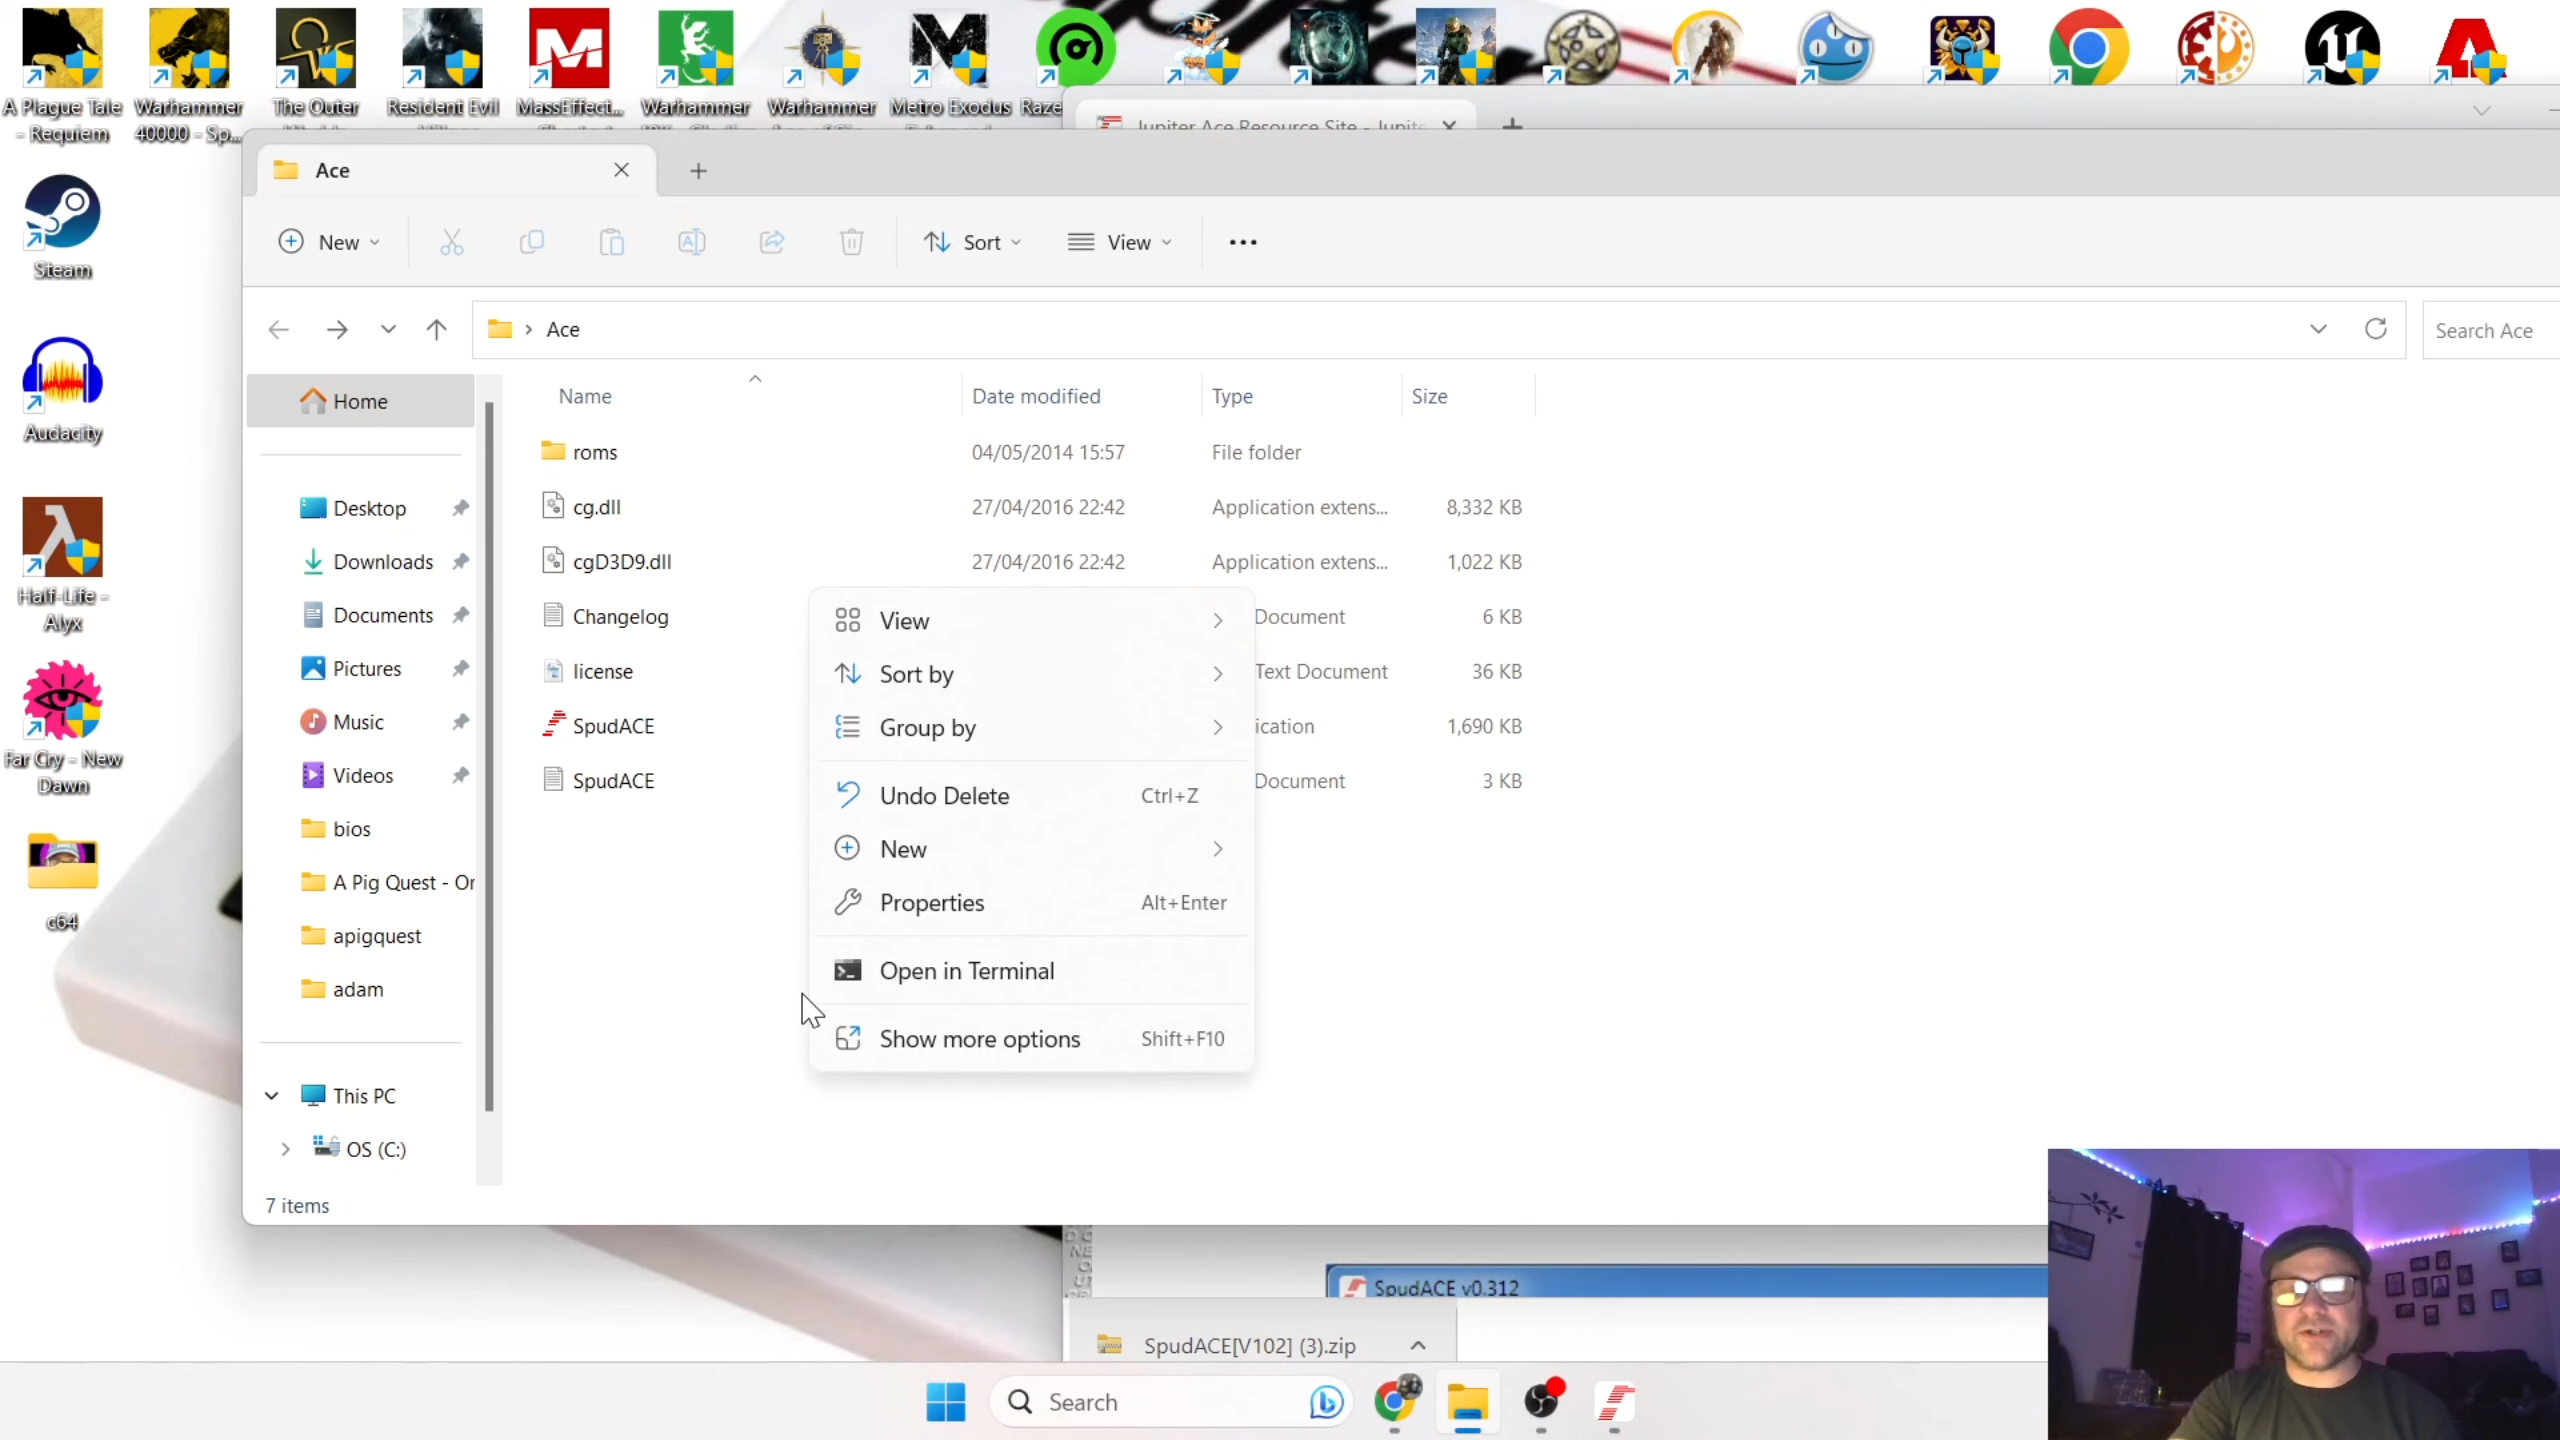 A Plague Tale - Requiem
Warhammer 40000 - Sp...
The Outer
Resident Evil
MassEffect...
Warhammer
Warhammer
Metro Exodus
Raze
Jupiter Ace Resource Site - Jupite
Steam
Audacity
Half-Life - Alyx
Far Cry - New Dawn
c64
Ace
New
Sort
View
Ace
Search Ace
Name Date modified Type Size
roms 04/05/2014 15:57 File folder
cg.dll 27/04/2016 22:42 Application extens... 8,332 KB
cgD3D9.dll 27/04/2016 22:42 Application extens... 1,022 KB
Changelog Document 6 KB
license Text Document 36 KB
SpudACE ication 1,690 KB
SpudACE Document 3 KB
Home
Desktop
Downloads
Documents
Pictures
Music
Videos
bios
A Pig Quest - Or
apigquest
adam
This PC
OS (C:)
7 items
View
Sort by
Group by
Undo Delete Ctrl+Z
New
Properties Alt+Enter
Open in Terminal
Show more options Shift+F10
SpudACE v0.312
SpudACE[V102] (3).zip
Search